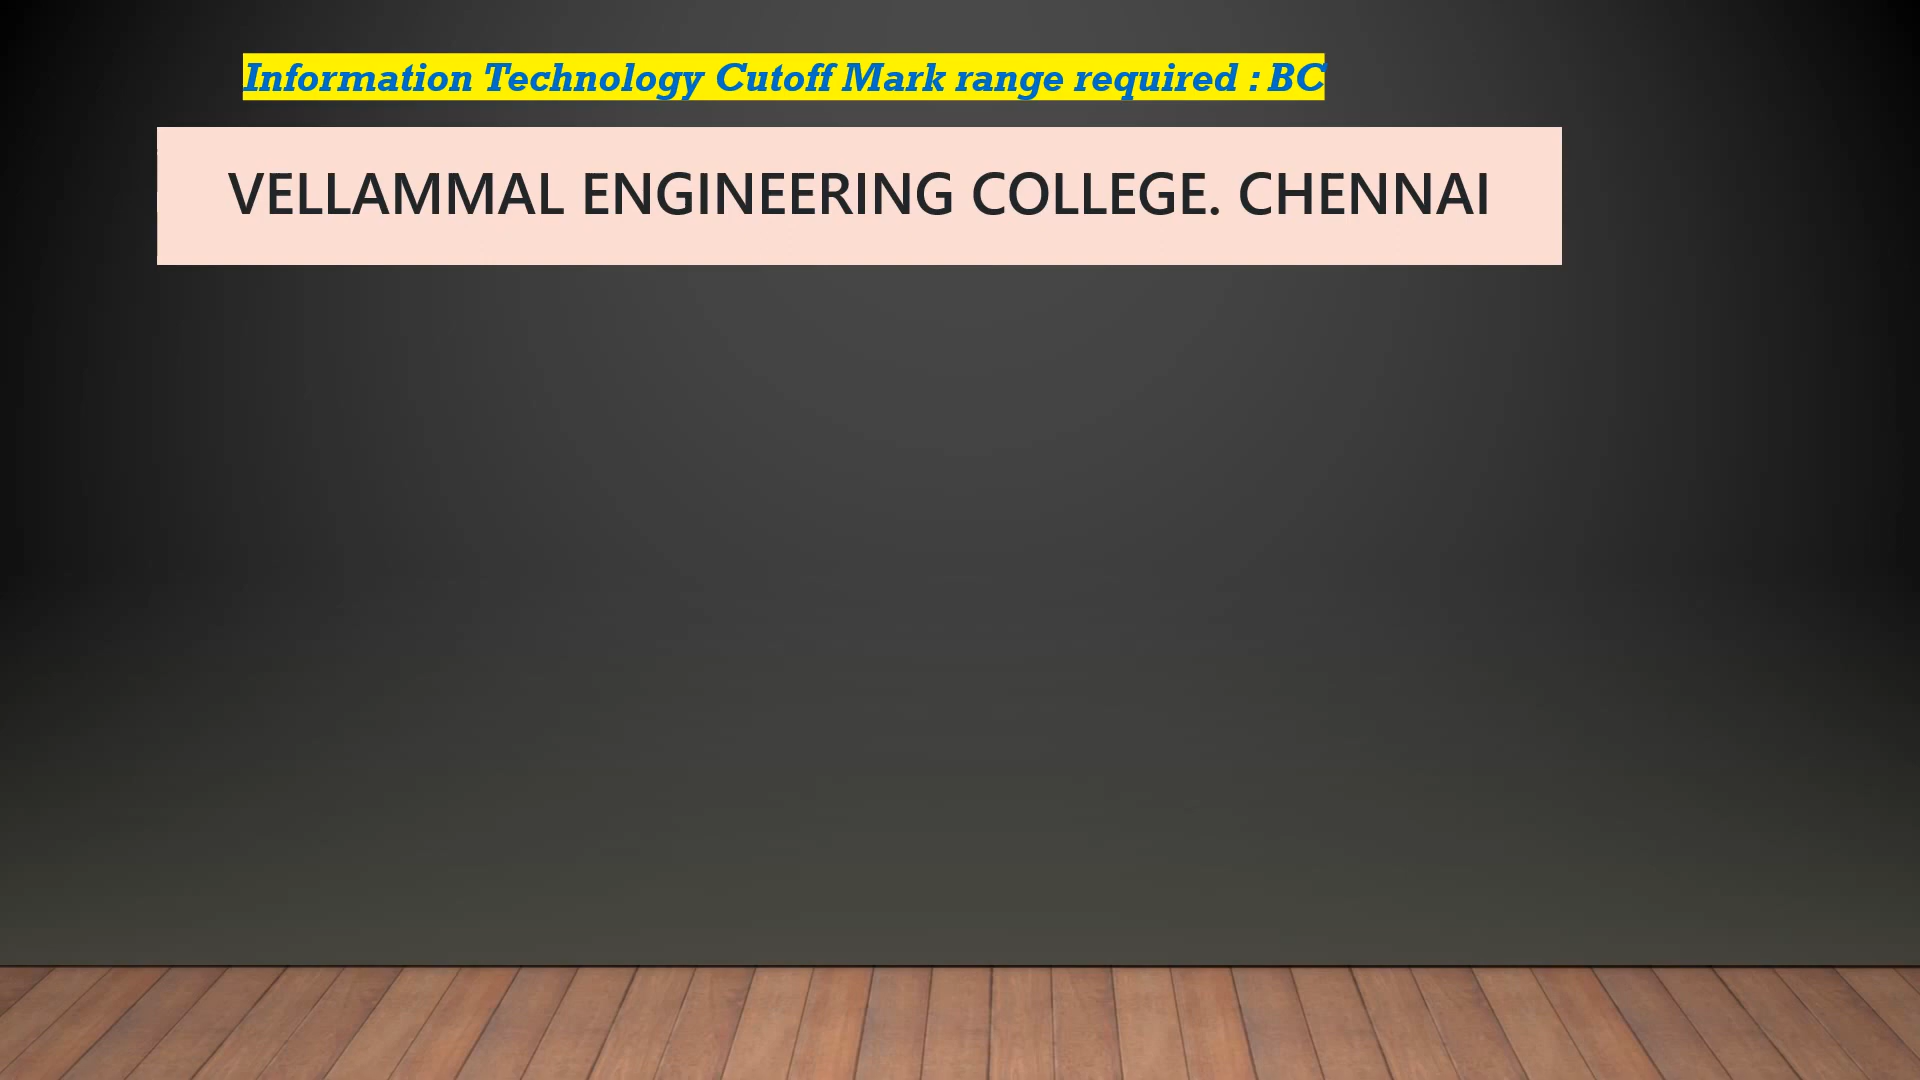 Information Technology Cutoff Mark range required : BC
VELLAMMAL ENGINEERING COLLEGE. CHENNAI